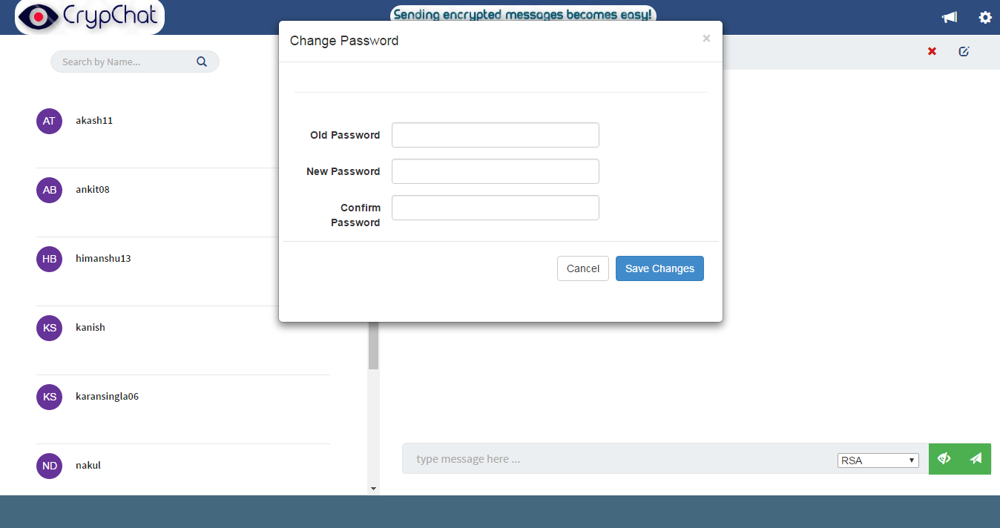 CrypChat
Sending encrypted messages becomes easy!
Change Password
×
Search by Name...
AT
akash11
AB
ankit08
HB
himanshu13
KS
kanish
KS
karansingla06
ND
nakul
Old Password
New Password
Confirm
Password
Cancel
Save Changes
type message here ...
RSA